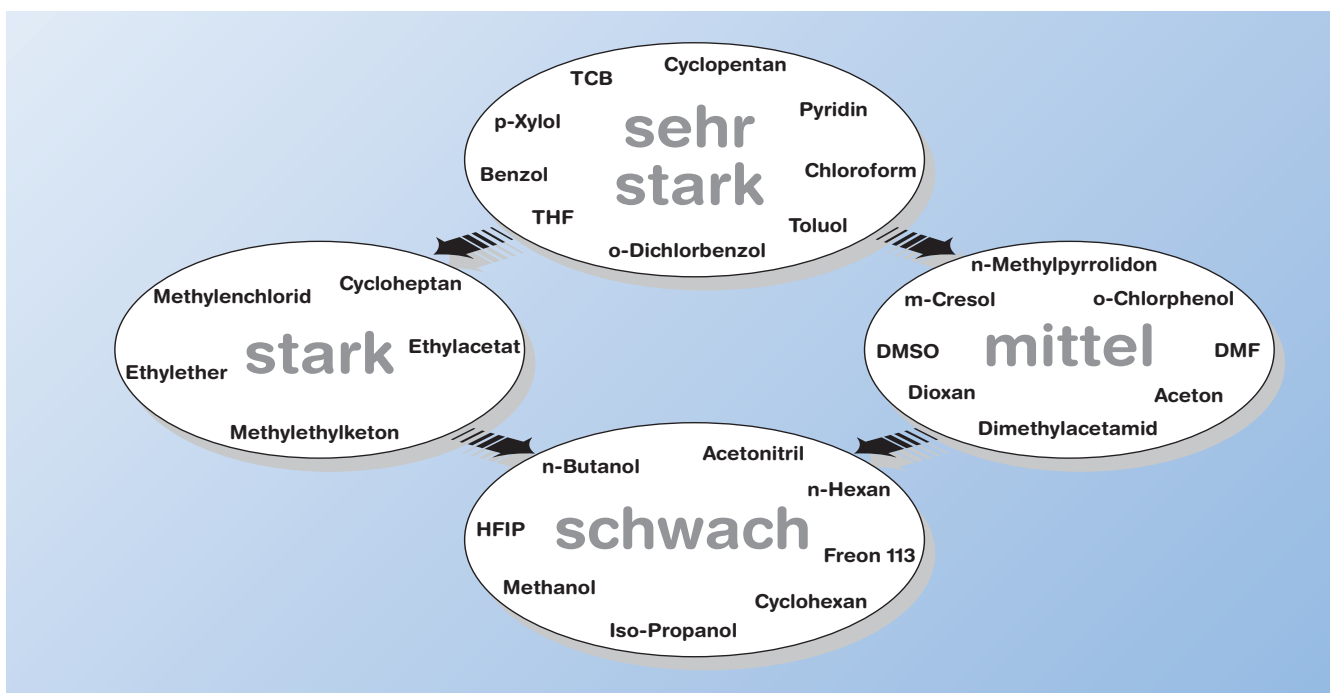 Cyclopentan
TCB
Pyridin
p-Xylol
sehr
stark
Benzol
Chloroform
THF
Toluol
o-Dichlorbenzol
Cycloheptan
Methylenchlorid
stark
Ethylacetat
Ethylether
Methylethylketon
n-Methylpyrrolidon
m-Cresol
o-Chlorphenol
DMSO
mittel
DMF
Dioxan
Aceton
Dimethylacetamid
Acetonitril
n-Butanol
n-Hexan
HFIP
schwach
Freon 113
Methanol
Cyclohexan
Iso-Propanol